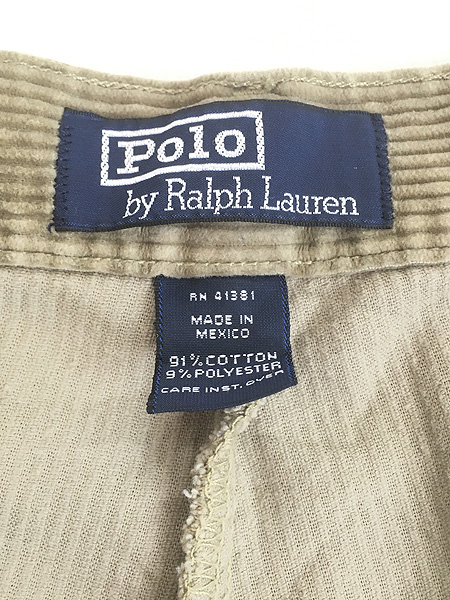 Polo
by Ralph Lauren
RN 41381
MADE IN
MEXICO
91% COTTON
9% POLYESTER
CARE INST. OVER